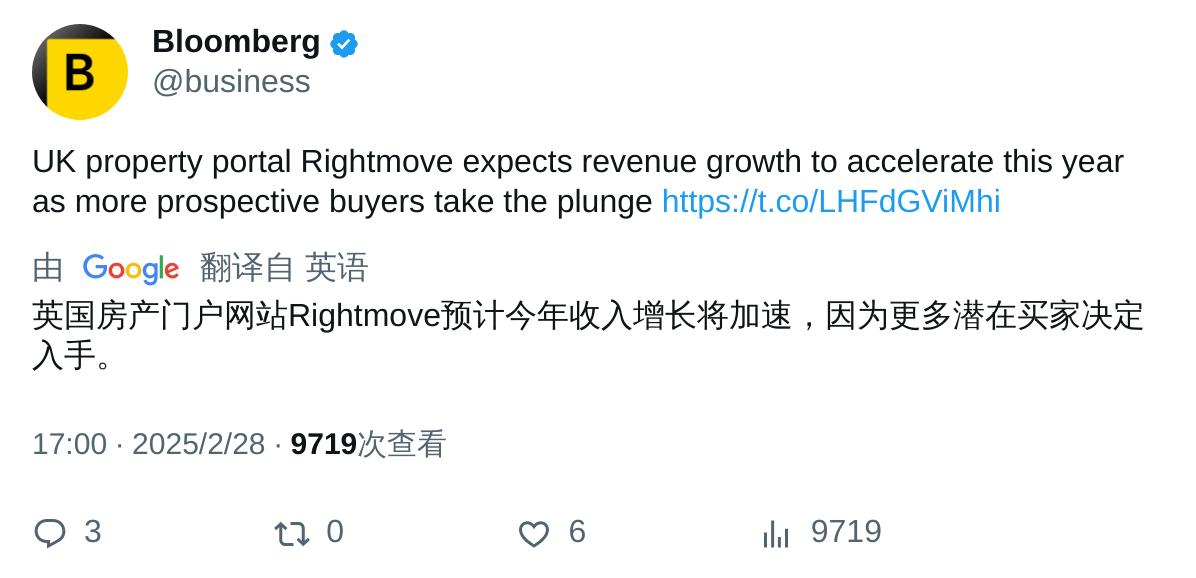 B
Bloomberg
@business
UK property portal Rightmove expects revenue growth to accelerate this year
as more prospective buyers take the plunge https://t.co/LHFdGViMhi
由 Google 翻译自 英语
英国房产门户网站Rightmove预计今年收入增长将加速，因为更多潜在买家决定
入手。
17:00 · 2025/2/28 · 9719次查看
3 0 6 9719